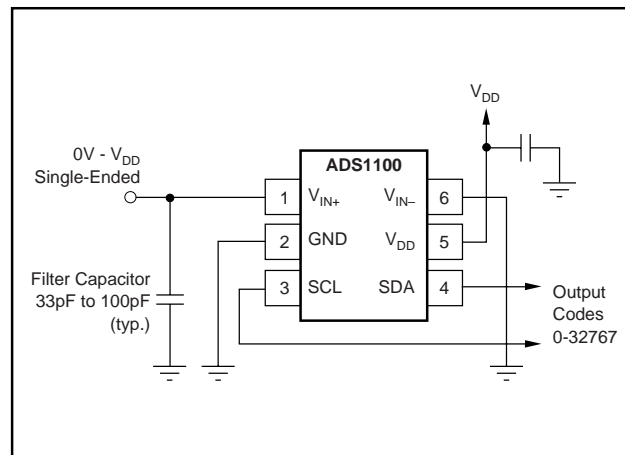 V_DD
0V - V_DD
Single-Ended
ADS1100
1 V_IN+ V_IN– 6
2 GND V_DD 5
3 SCL SDA 4
Filter Capacitor
33pF to 100pF
(typ.)
Output
Codes
0-32767